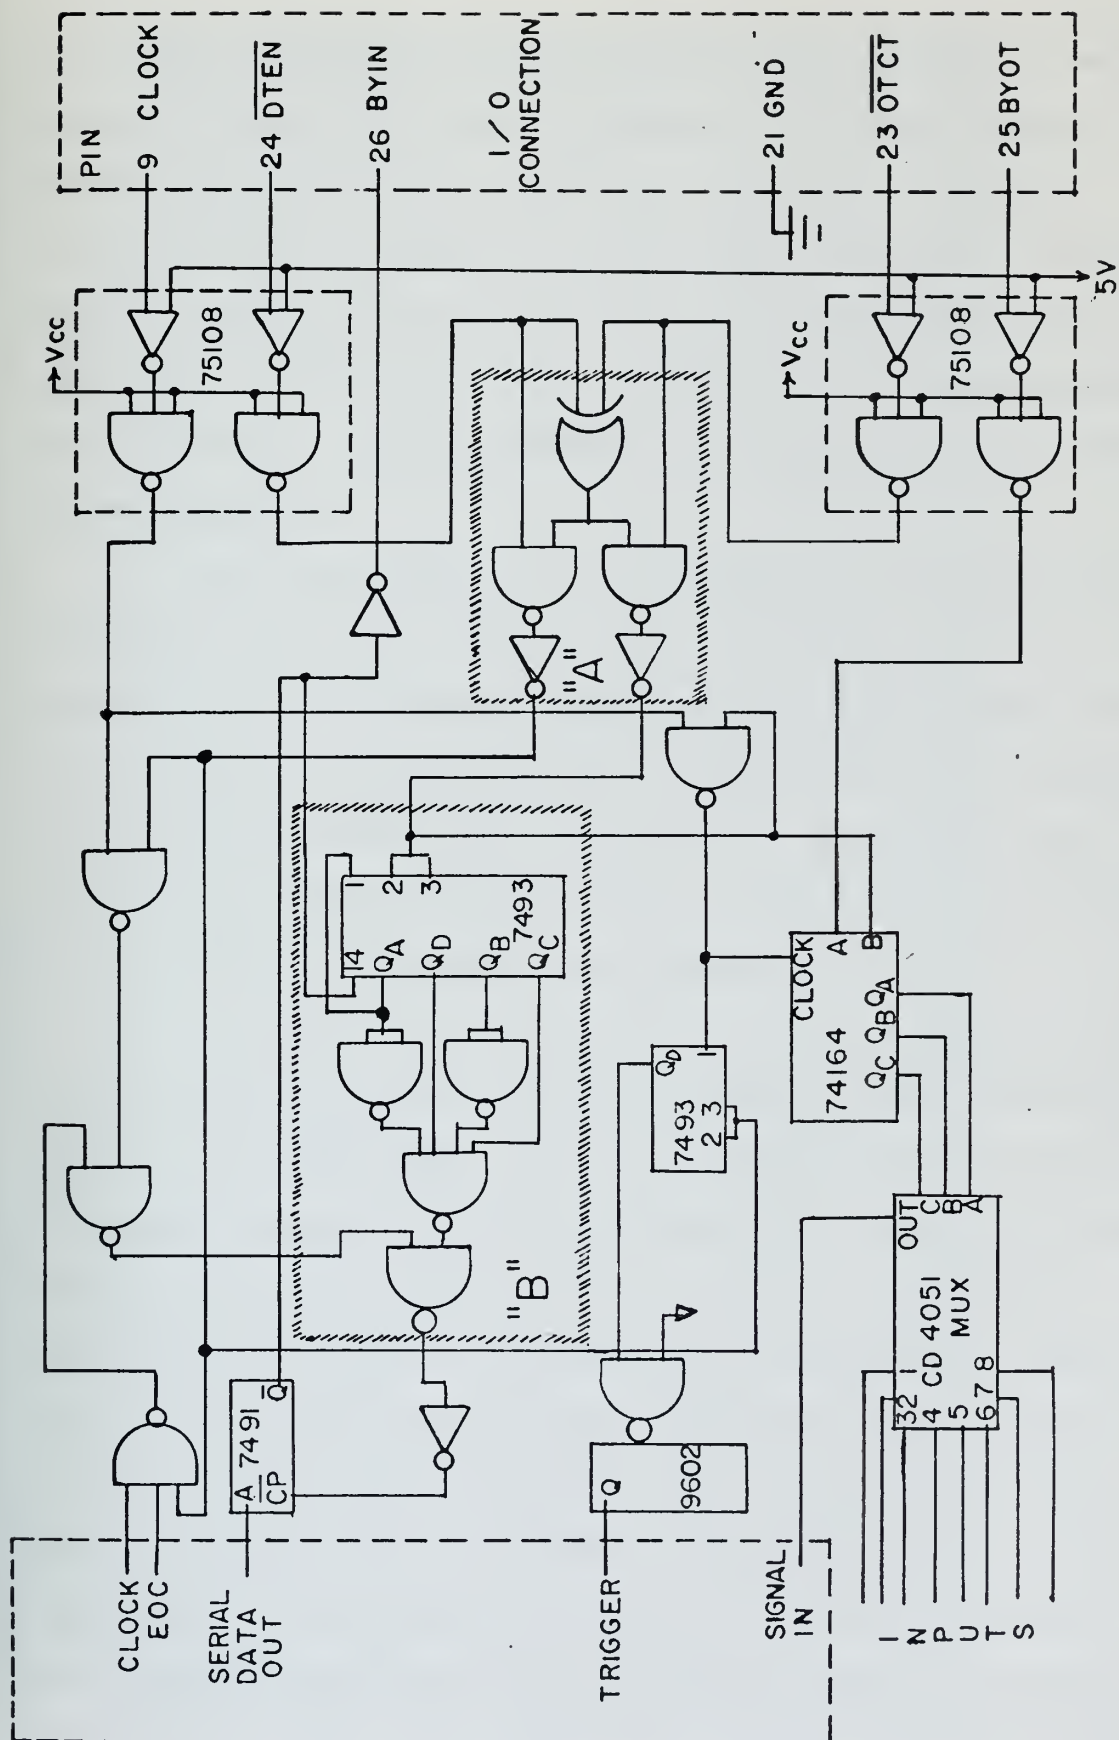 PIN
9 CLOCK
24 DTEN
26 BYIN
I/O
CONNECTION
21 GND
23 OTCT
25 BYOT
Vcc
75108
Vcc
75108
5V
"A"
1
2
3
14
QA
QD
QB
QC
7493
"B"
CLOCK
A
B
QA
QB
QC
74164
QD
1
7493
2 3
OUT
C
B
A
CD 4051
MUX
1
3 2
4
5
6 7 8
A 7491 Q
CP
Q
9602
CLOCK
EOC
SERIAL
DATA
OUT
TRIGGER
SIGNAL
IN
INPUTS